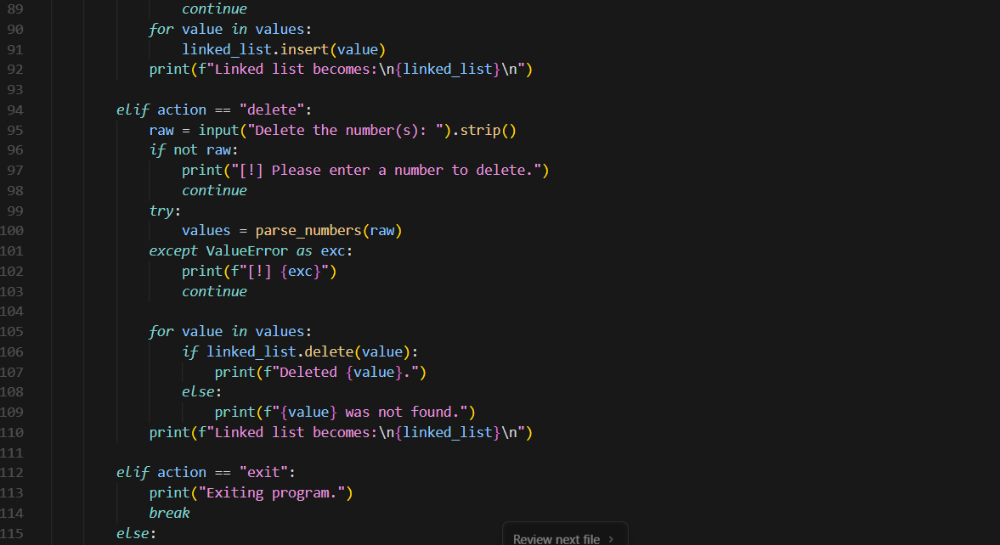 89 continue
90 for value in values:
91 linked_list.insert(value)
92 print(f"Linked list becomes:\n{linked_list}\n")
93
94 elif action == "delete":
95 raw = input("Delete the number(s): ").strip()
96 if not raw:
97 print("[!] Please enter a number to delete.")
98 continue
99 try:
100 values = parse_numbers(raw)
101 except ValueError as exc:
102 print(f"[!] {exc}")
103 continue
104
105 for value in values:
106 if linked_list.delete(value):
107 print(f"Deleted {value}.")
108 else:
109 print(f"{value} was not found.")
110 print(f"Linked list becomes:\n{linked_list}\n")
111
112 elif action == "exit":
113 print("Exiting program.")
114 break
115 else:
Review next file >